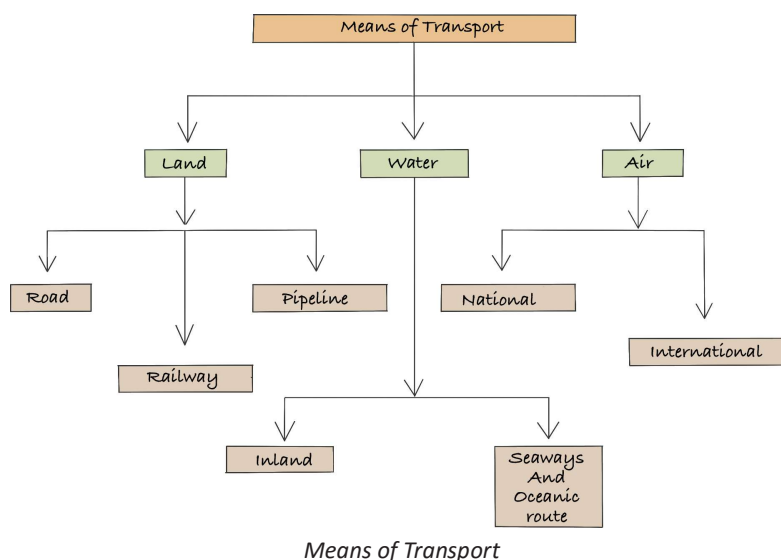 Means of Transport
Land
Water
Air
Road
Pipeline
National
Railway
International
Inland
Seaways
And
Oceanic
route
Means of Transport